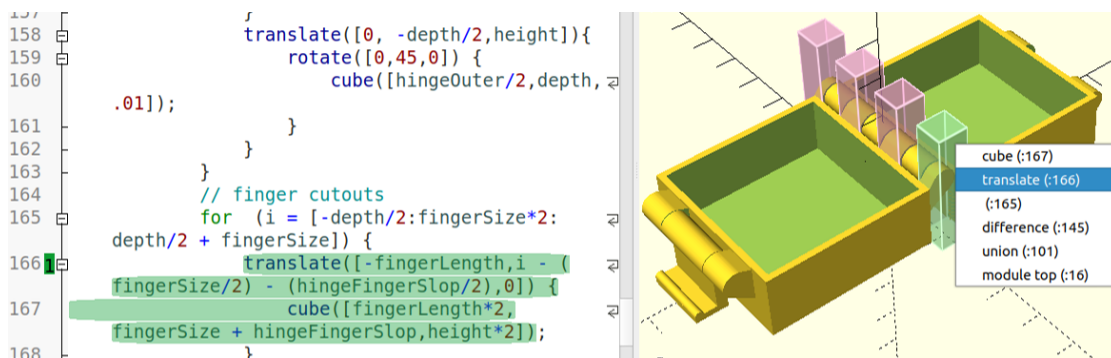 157 }
158 translate([0, -depth/2,height]){
159 rotate([0,45,0]) {
160 cube([hingeOuter/2,depth,
.01]);
161 }
162 }
163 }
164 // finger cutouts
165 for (i = [-depth/2:fingerSize*2:
depth/2 + fingerSize]) {
166 1 translate([-fingerLength,i - (
fingerSize/2) - (hingeFingerSlop/2),0]) {
167 cube([fingerLength*2,
fingerSize + hingeFingerSlop,height*2]);
168 }
cube (:167)
translate (:166)
(:165)
difference (:145)
union (:101)
module top (:16)